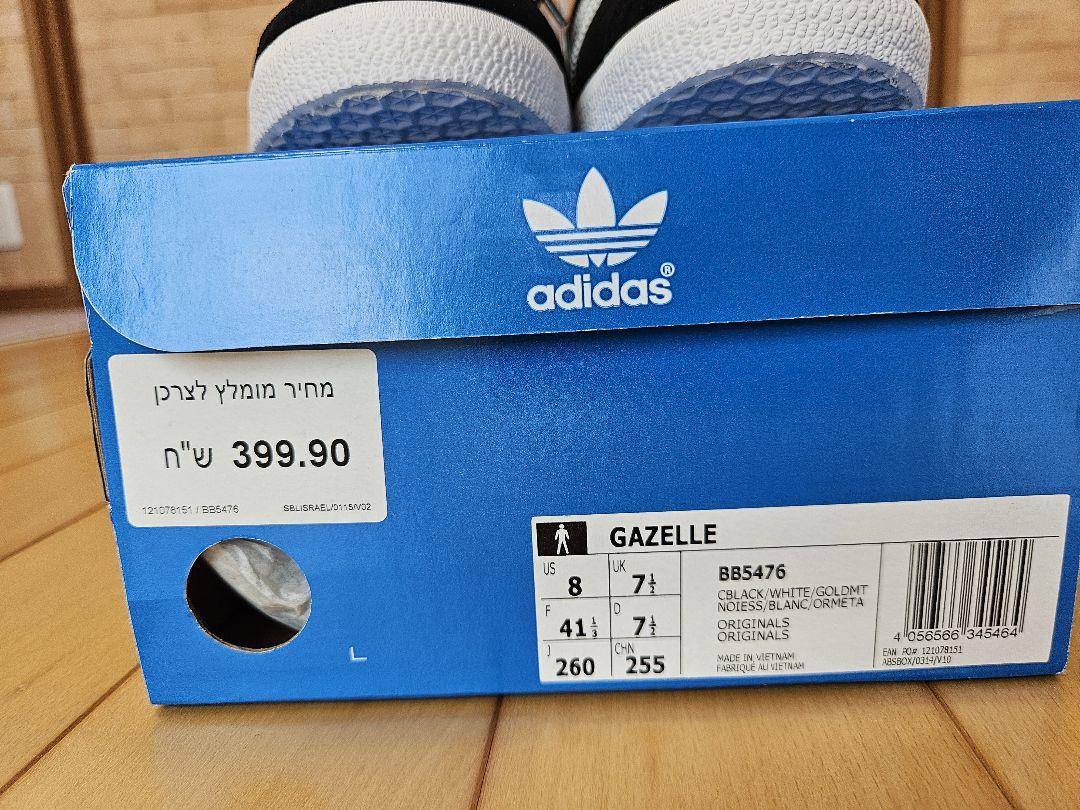 adidas®
מחיר מומלץ לצרכן
399.90 ש"ח
121078151 / BB5476 SBLISRAEL/0115/V02
L
GAZELLE
US 8 UK 7½
F 41⅓ D 7½
J 260 CHN 255
BB5476
CBLACK/WHITE/GOLDMT
NOIESS/BLANC/ORMETA
ORIGINALS
ORIGINALS
MADE IN VIETNAM
FABRIQUÉ AU VIETNAM
4 056566 345464
EAN PO# 121078151
ABSBOX/0314/V10